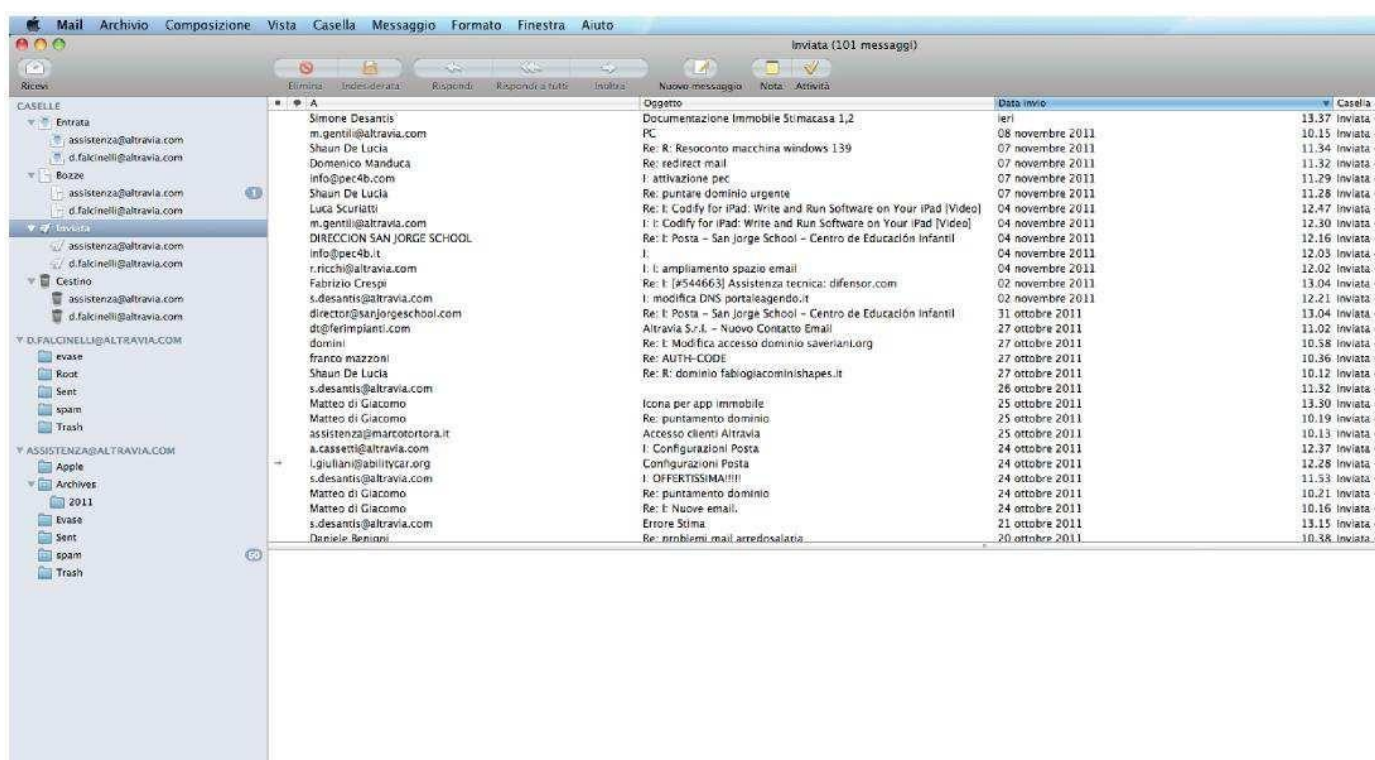 Mail Archivio Composizione Vista Casella Messaggio Formato Finestra Aiuto
Inviata (101 messaggi)
Ricevi Elimina Indesiderata Rispondi Rispondi a tutti Inoltra Nuovo messaggio Nota Attività
CASELLE
Entrata
assistenza@altravia.com
d.falcinelli@altravia.com
Bozze
assistenza@altravia.com 1
d.falcinelli@altravia.com
Inviata
assistenza@altravia.com
d.falcinelli@altravia.com
Cestino
assistenza@altravia.com
d.falcinelli@altravia.com
D.FALCINELLI@ALTRAVIA.COM
evase
Root
Sent
spam
Trash
ASSISTENZA@ALTRAVIA.COM
Apple
Archives
2011
Evase
Sent
spam 60
Trash
A Oggetto Data invio Casella
Simone Desantis Documentazione Immobile Stimacasa 1,2 ieri 13.37 Inviata
m.gentili@altravia.com PC 08 novembre 2011 10.15 Inviata
Shaun De Lucia Re: R: Resoconto macchina windows 139 07 novembre 2011 11.34 Inviata
Domenico Manduca Re: redirect mail 07 novembre 2011 11.32 Inviata
info@pec4b.com I: attivazione pec 07 novembre 2011 11.29 Inviata
Shaun De Lucia Re: puntare dominio urgente 07 novembre 2011 11.28 Inviata
Luca Scuriatti Re: I: Codify for iPad: Write and Run Software on Your iPad [Video] 04 novembre 2011 12.47 Inviata
m.gentili@altravia.com I: I: Codify for iPad: Write and Run Software on Your iPad [Video] 04 novembre 2011 12.30 Inviata
DIRECCION SAN JORGE SCHOOL Re: I: Posta - San Jorge School - Centro de Educación Infantil 04 novembre 2011 12.16 Inviata
info@pec4b.it I: 04 novembre 2011 12.03 Inviata
r.ricchi@altravia.com I: I: ampliamento spazio email 04 novembre 2011 12.02 Inviata
Fabrizio Crespi Re: I: [#544663] Assistenza tecnica: difensor.com 02 novembre 2011 13.04 Inviata
s.desantis@altravia.com I: modifica DNS portaleagendo.it 02 novembre 2011 12.21 Inviata
director@sanjorgeschool.com Re: I: Posta - San Jorge School - Centro de Educación Infantil 31 ottobre 2011 13.04 Inviata
dt@ferimpianti.com Altravia S.r.l. - Nuovo Contatto Email 27 ottobre 2011 11.02 Inviata
domini Re: I: Modifica accesso dominio saveriani.org 27 ottobre 2011 10.58 Inviata
franco mazzoni Re: AUTH-CODE 27 ottobre 2011 10.36 Inviata
Shaun De Lucia Re: R: dominio fabiogiacominishapes.it 27 ottobre 2011 10.12 Inviata
s.desantis@altravia.com 26 ottobre 2011 11.32 Inviata
Matteo di Giacomo Icona per app immobile 25 ottobre 2011 13.30 Inviata
Matteo di Giacomo Re: puntamento dominio 25 ottobre 2011 10.19 Inviata
assistenza@marcotortora.it Accesso clienti Altravia 25 ottobre 2011 10.13 Inviata
a.cassetti@altravia.com I: Configurazioni Posta 24 ottobre 2011 12.37 Inviata
l.giuliani@abilitycar.org Configurazioni Posta 24 ottobre 2011 12.28 Inviata
s.desantis@altravia.com I: OFFERTISSIMA!!!!! 24 ottobre 2011 11.53 Inviata
Matteo di Giacomo Re: puntamento dominio 24 ottobre 2011 10.21 Inviata
Matteo di Giacomo Re: I: Nuove email. 24 ottobre 2011 10.16 Inviata
s.desantis@altravia.com Errore Stima 21 ottobre 2011 13.15 Inviata
Daniele Benigni Re: problemi mail arredosalaria 20 ottobre 2011 10.38 Inviata